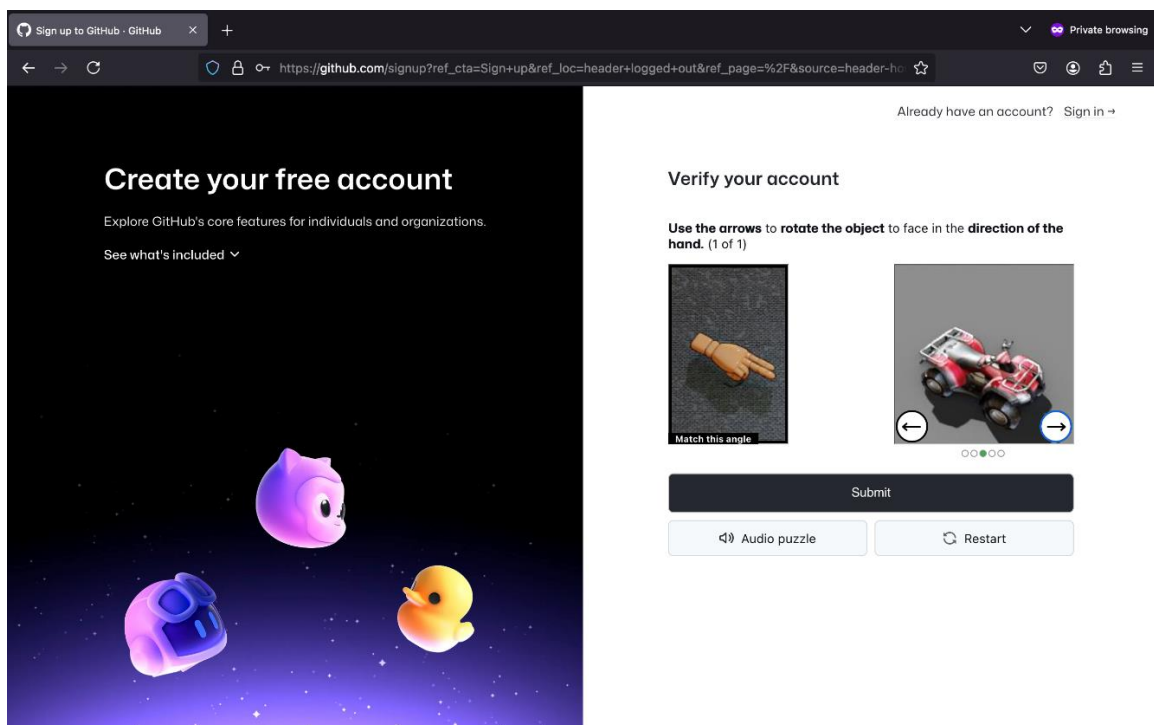 Sign up to GitHub · GitHub
Private browsing
https://github.com/signup?ref_cta=Sign+up&ref_loc=header+logged+out&ref_page=%2F&source=header-ho
Already have an account? Sign in →
Create your free account
Explore GitHub's core features for individuals and organizations.
See what's included
Verify your account
Use the arrows to rotate the object to face in the direction of the
hand. (1 of 1)
Match this angle
Submit
Audio puzzle
Restart